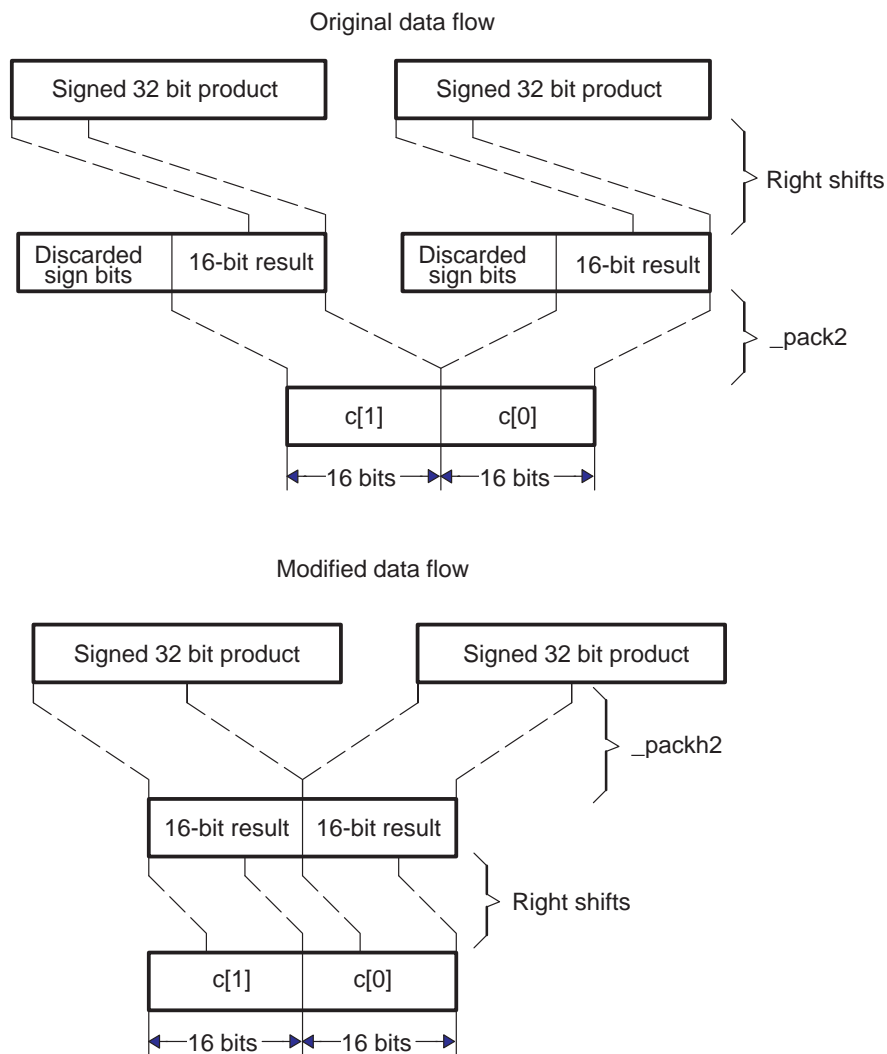 Original data flow
Signed 32 bit product
Signed 32 bit product
Right shifts
Discarded
sign bits
16-bit result
Discarded
sign bits
16-bit result
_pack2
c[1]
c[0]
16 bits
16 bits
Modified data flow
Signed 32 bit product
Signed 32 bit product
_packh2
16-bit result
16-bit result
Right shifts
c[1]
c[0]
16 bits
16 bits